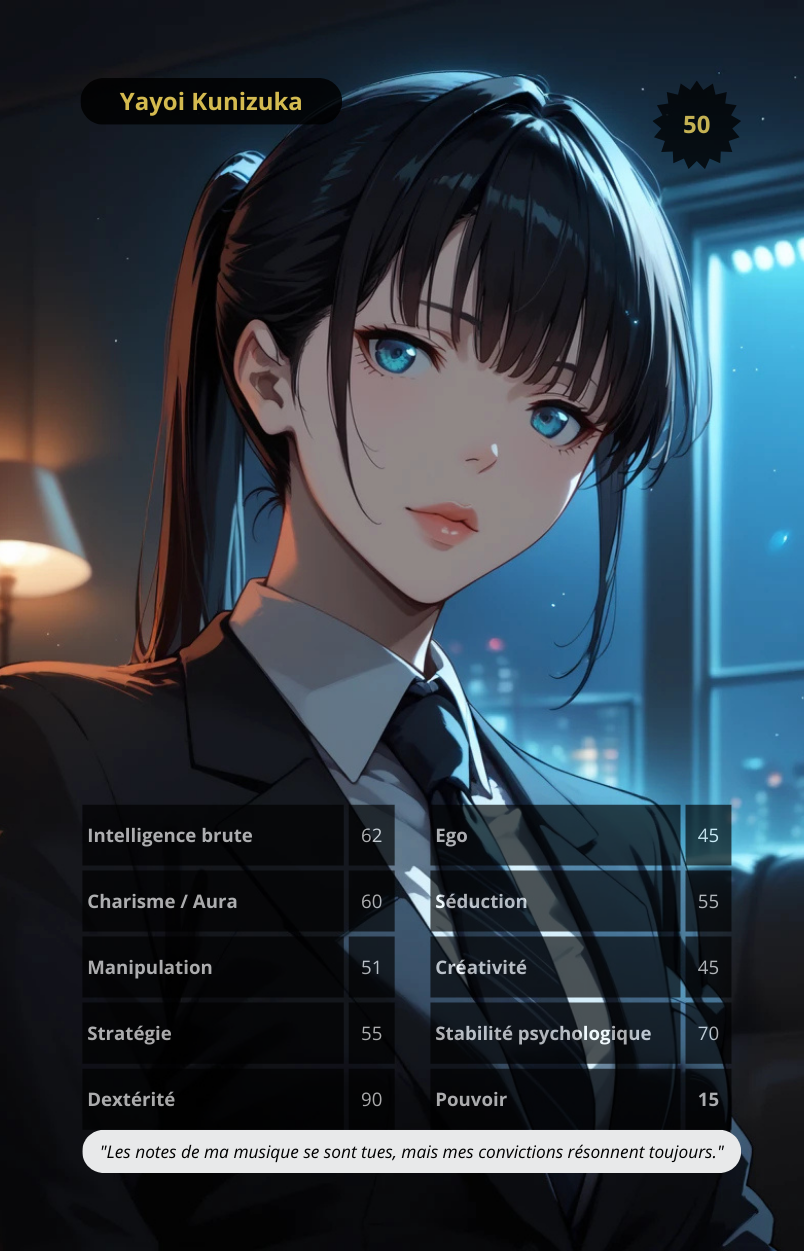 Yayoi Kunizuka
50
Intelligence brute 62
Ego 45
Charisme / Aura 60
Séduction 55
Manipulation 51
Créativité 45
Stratégie 55
Stabilité psychologique 70
Dextérité 90
Pouvoir 15
"Les notes de ma musique se sont tues, mais mes convictions résonnent toujours."